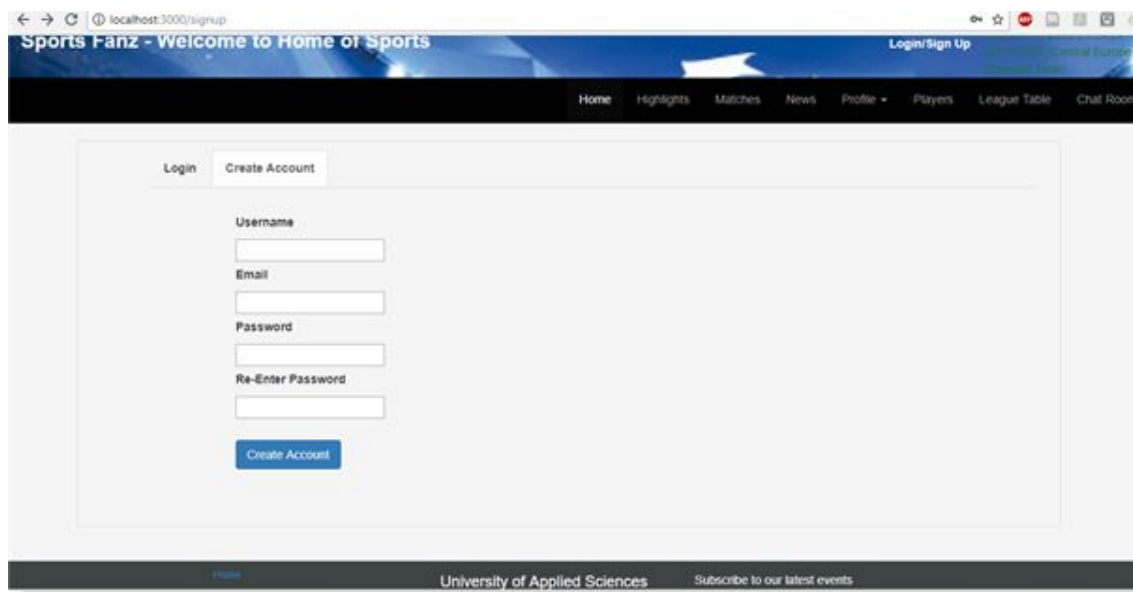 localhost:3000/signup
Sports Fanz - Welcome to Home of Sports
Login/Sign Up
Central Europe
Home Highlights Matches News Profile Players League Table Chat Room
Login Create Account
Username
Email
Password
Re-Enter Password
Create Account
Home
University of Applied Sciences
Subscribe to our latest events